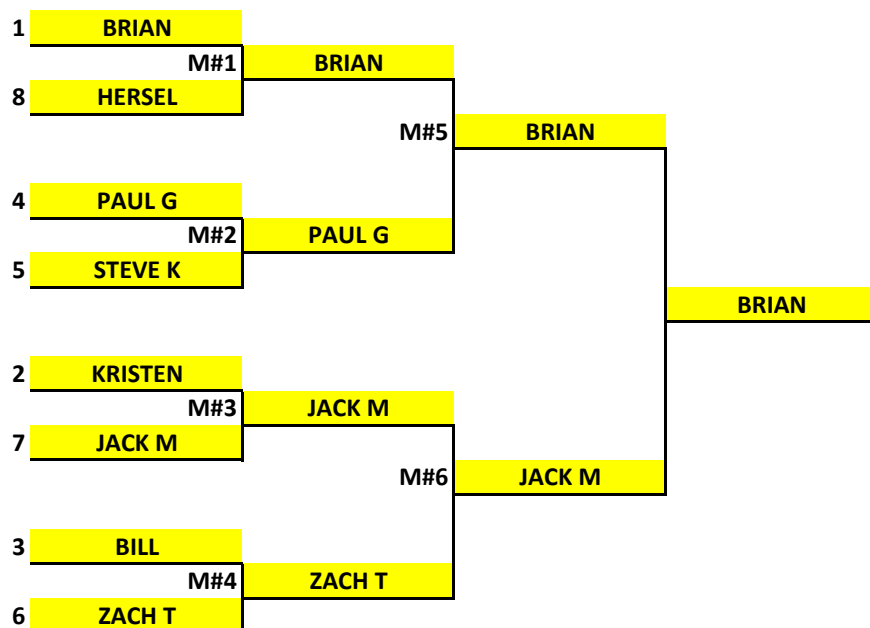 1 BRIAN
M#1 BRIAN
8 HERSEL
M#5 BRIAN
4 PAUL G
M#2 PAUL G
5 STEVE K
BRIAN
2 KRISTEN
M#3 JACK M
7 JACK M
M#6 JACK M
3 BILL
M#4 ZACH T
6 ZACH T